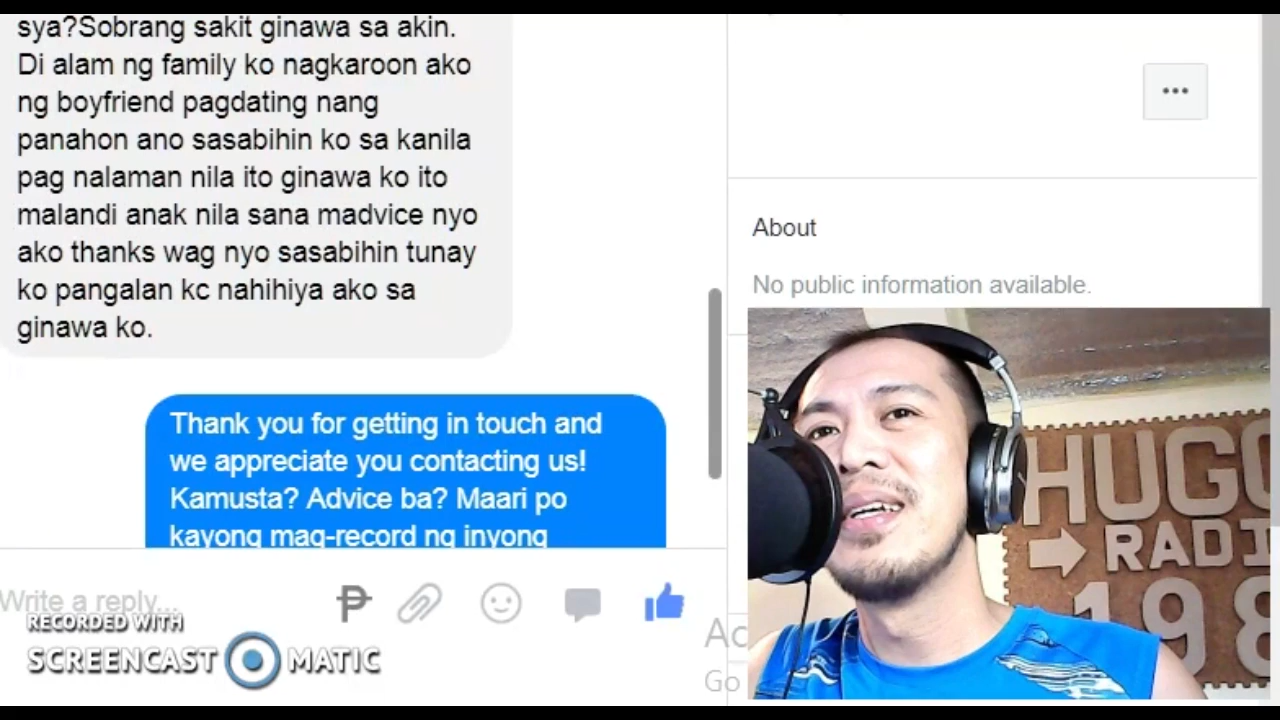 sya?Sobrang sakit ginawa sa akin.
Di alam ng family ko nagkaroon ako
ng boyfriend pagdating nang
panahon ano sasabihin ko sa kanila
pag nalaman nila ito ginawa ko ito
malandi anak nila sana madvice nyo
ako thanks wag nyo sasabihin tunay
ko pangalan kc nahihiya ako sa
ginawa ko.
Thank you for getting in touch and
we appreciate you contacting us!
Kamusta? Advice ba? Maari po
kayong mag-record ng inyong
Write a reply...
RECORDED WITH
SCREENCAST MATIC
About
No public information available.
Ac
Go
HUGO
RADI
198